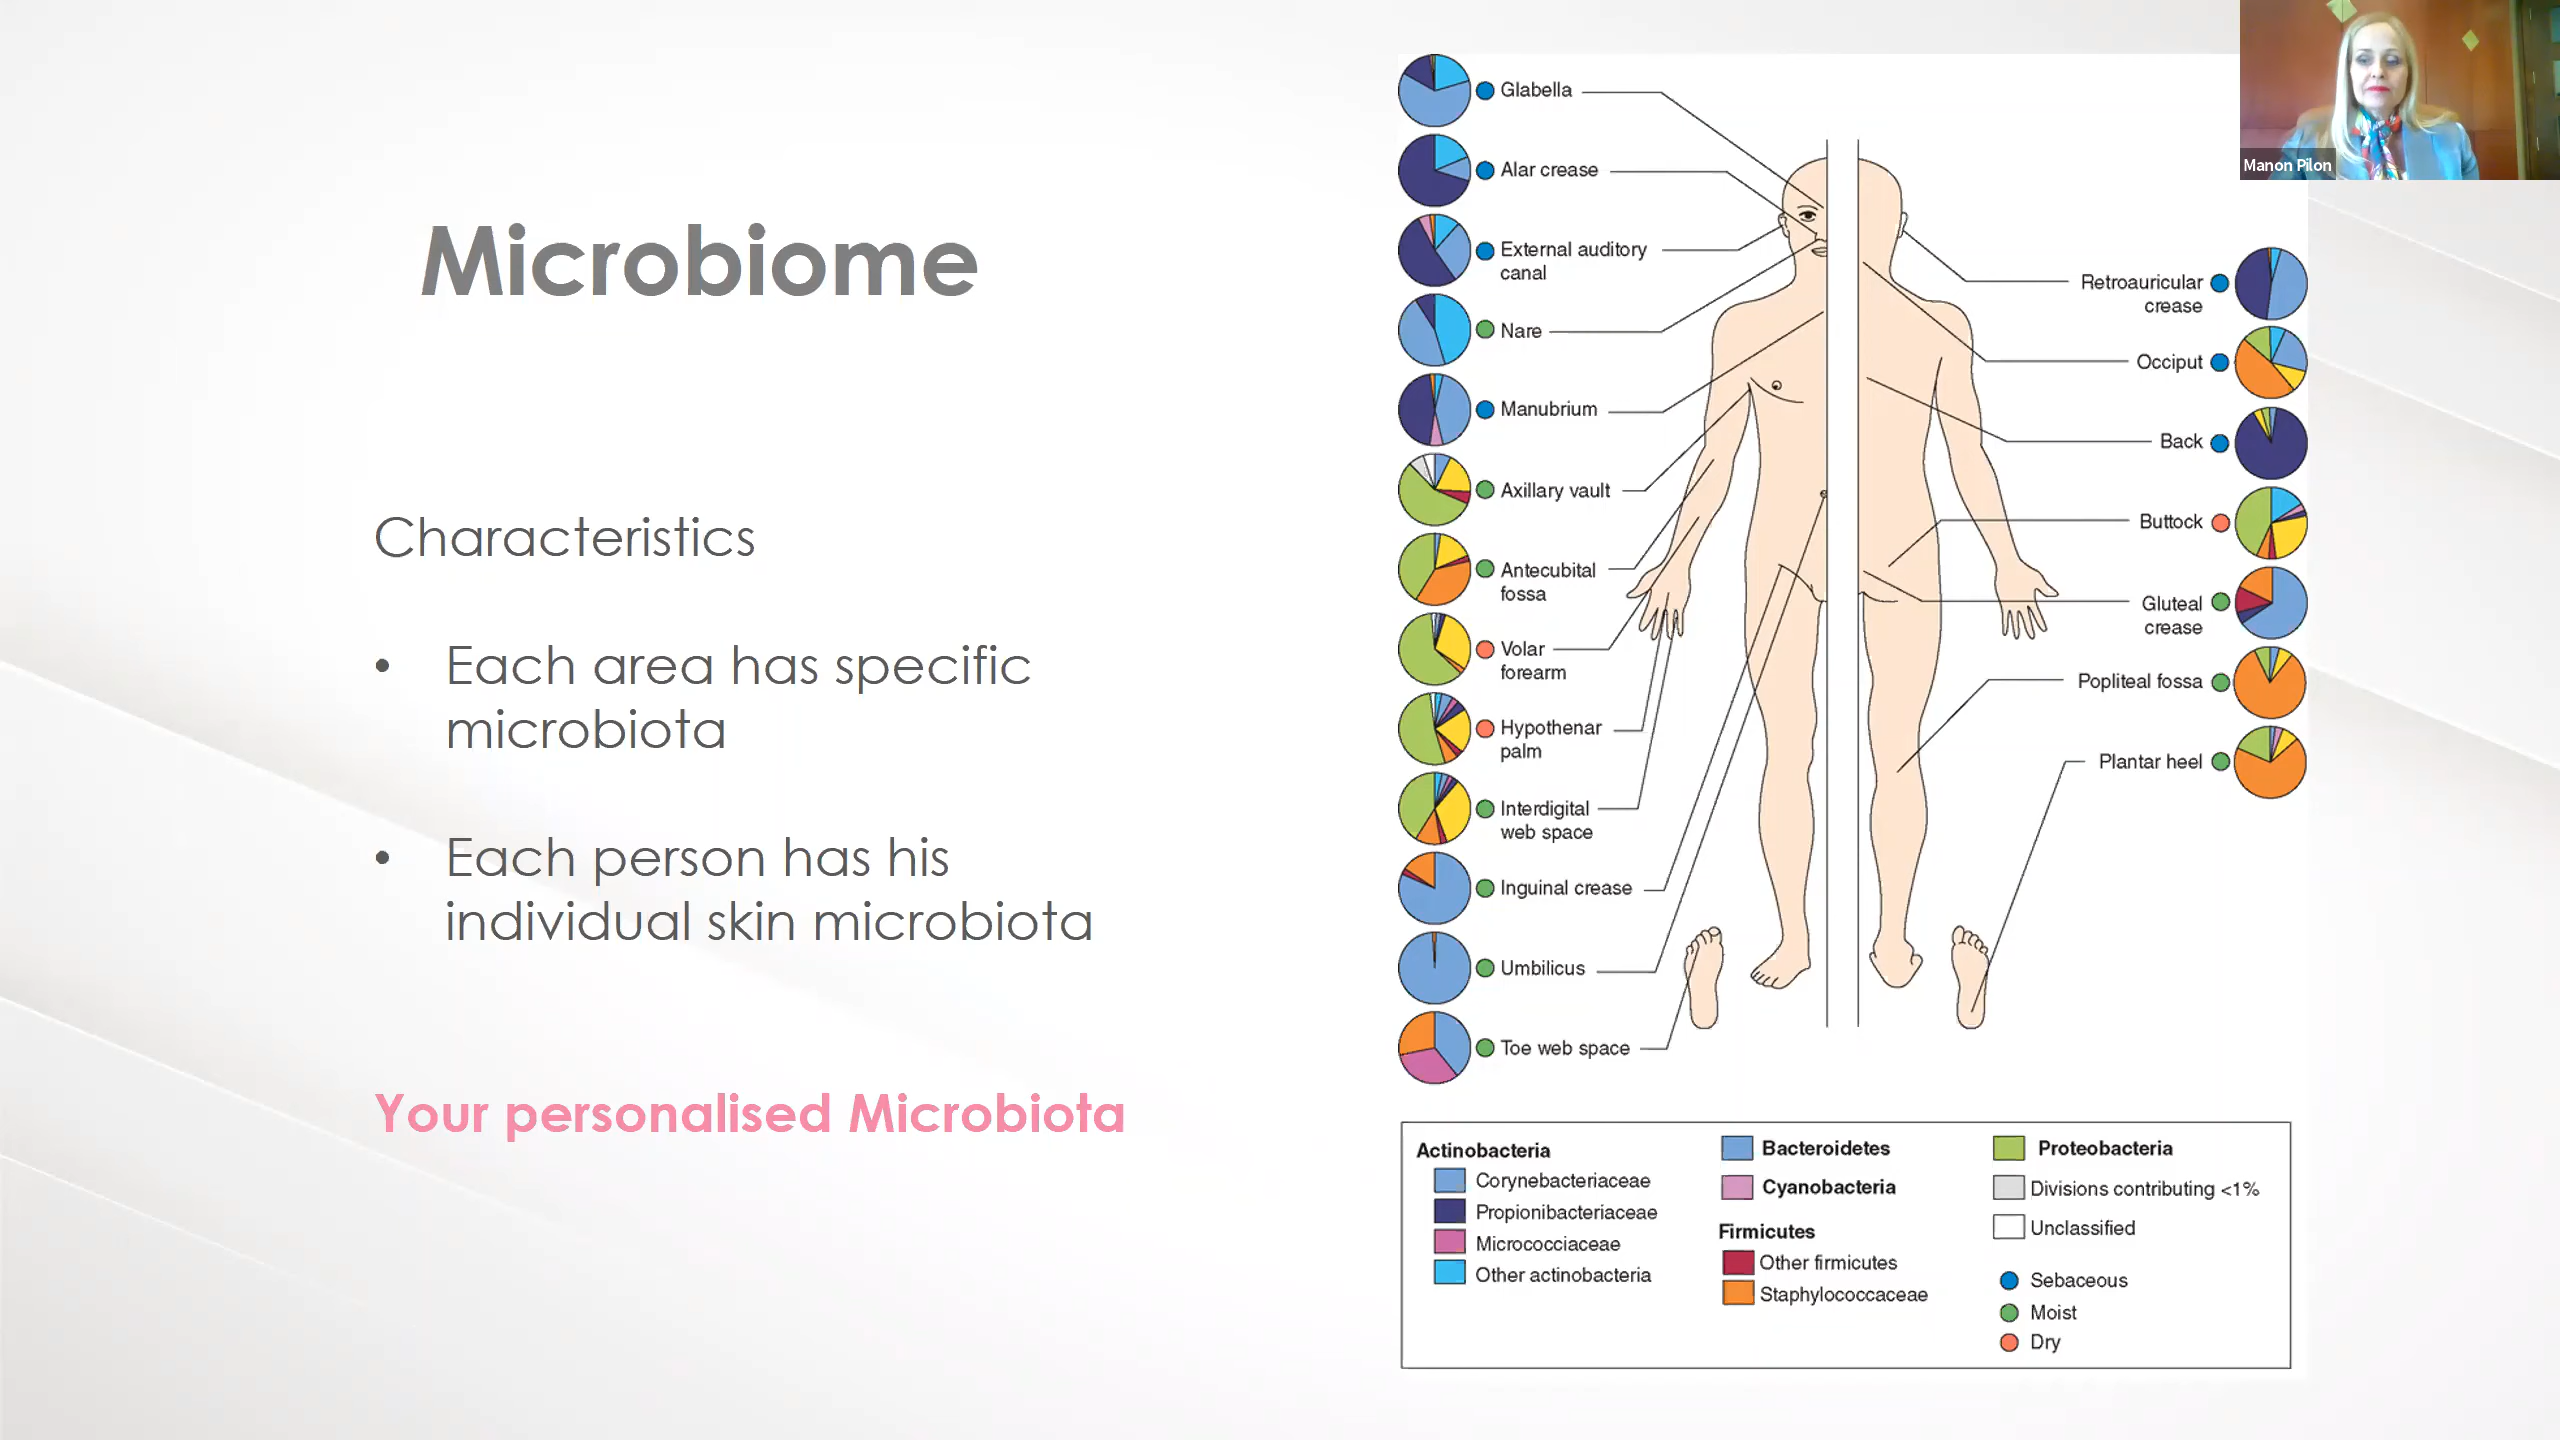 Microbiome
Characteristics
• Each area has specific
microbiota
• Each person has his
individual skin microbiota
Your personalised Microbiota
Glabella
Alar crease
External auditory
canal
Nare
Manubrium
Axillary vault
Antecubital
fossa
Volar
forearm
Hypothenar
palm
Interdigital
web space
Inguinal crease
Umbilicus
Toe web space
Retroauricular
crease
Occiput
Back
Buttock
Gluteal
crease
Popliteal fossa
Plantar heel
Actinobacteria
Corynebacteriaceae
Propionibacteriaceae
Micrococciaceae
Other actinobacteria
Bacteroidetes
Cyanobacteria
Firmicutes
Other firmicutes
Staphylococcaceae
Proteobacteria
Divisions contributing <1%
Unclassified
Sebaceous
Moist
Dry
Manon Pilon